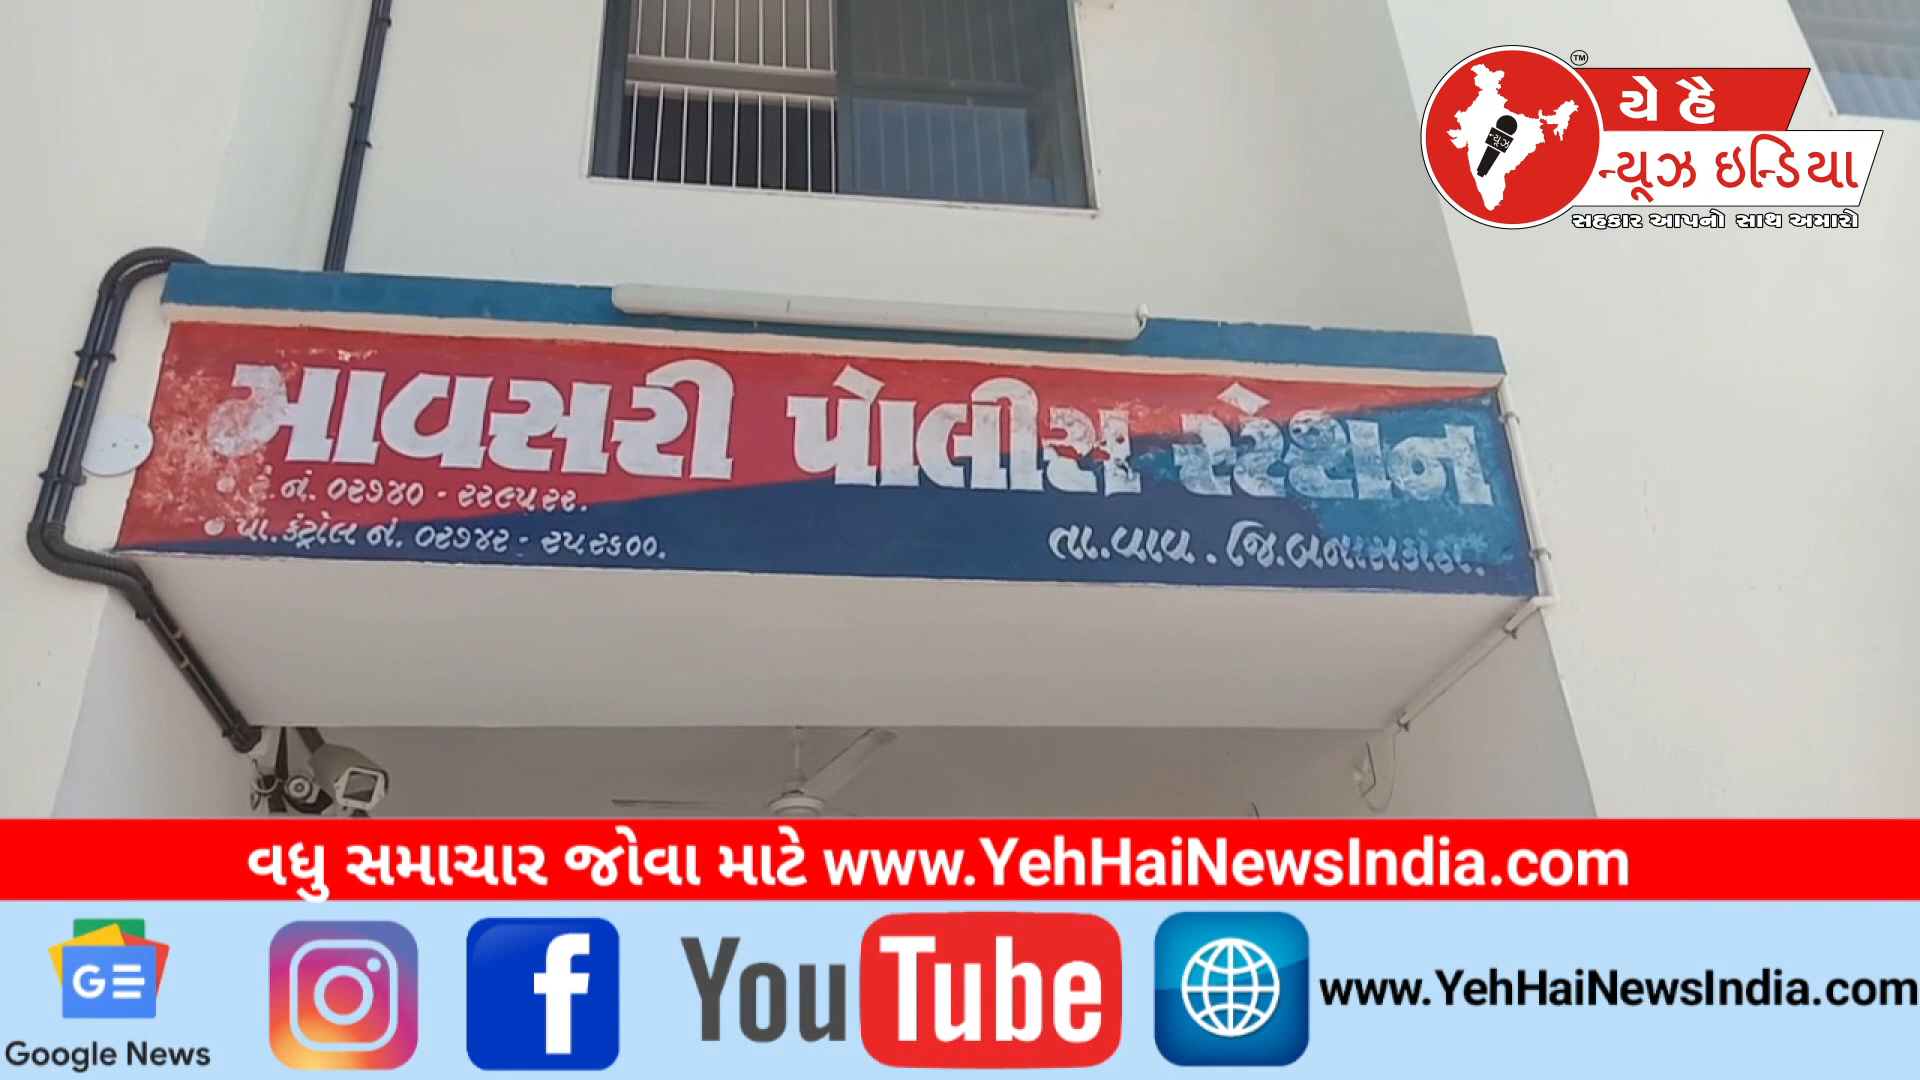 ™
યે હૈ
ન્યૂઝ
ન્યૂઝ ઇન્ડિયા
સહકાર આપનો સાથ અમારો
માવસરી પોલીસ સ્ટેશન
નં. ૦૨૭૪૦ - ૨૨૯૫૨૨.
પો. કંટ્રોલ નં. ૦૨૭૪૨ - ૨૫૨૬૦૦.
તા. વાવ. જિ. બનાસકાંઠા.
વધુ સમાચાર જોવા માટે www.YehHaiNewsIndia.com
Google News
YouTube
www.YehHaiNewsIndia.com